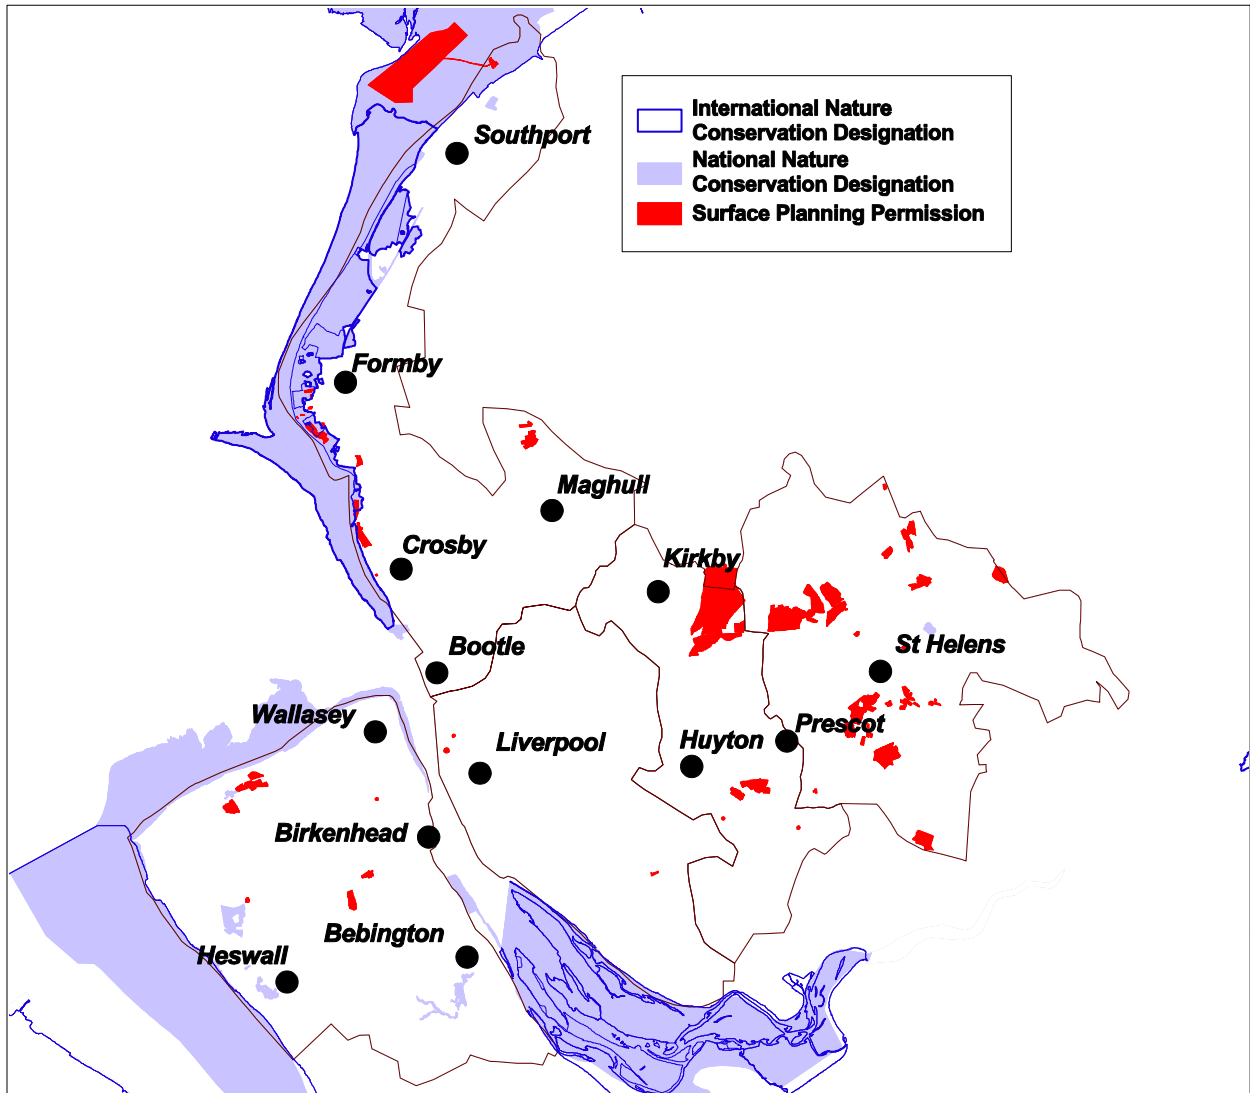 International Nature
Conservation Designation
National Nature
Conservation Designation
Surface Planning Permission
Southport
Formby
Maghull
Crosby
Kirkby
Bootle
St Helens
Wallasey
Liverpool
Huyton
Prescot
Birkenhead
Bebington
Heswall